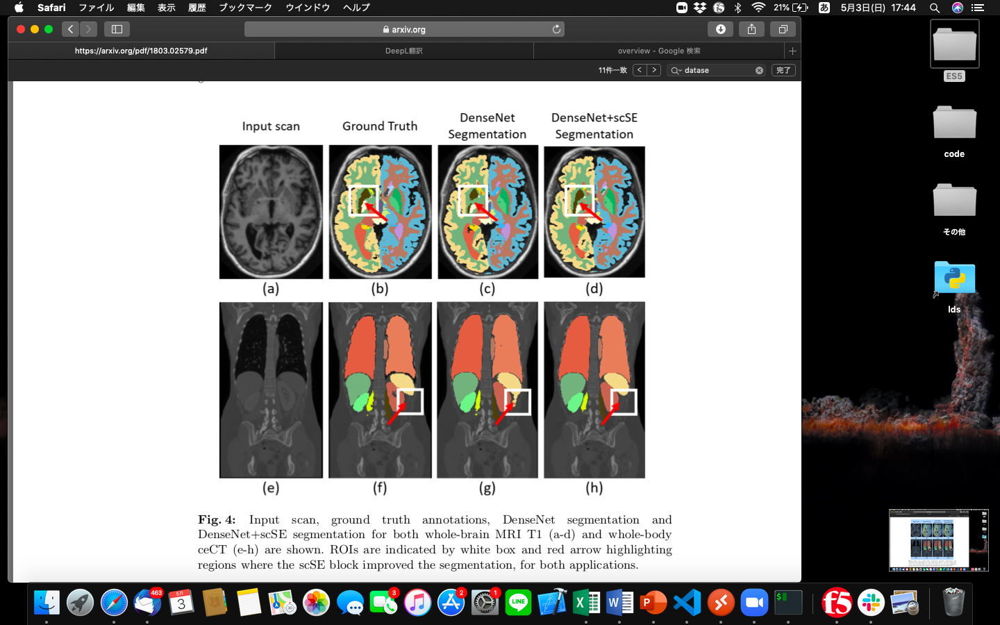 Safari ファイル 編集 表示 履歴 ブックマーク ウインドウ ヘルプ 21% あ 5月3日(日) 17:44
arxiv.org
https://arxiv.org/pdf/1803.02579.pdf DeepL翻訳 overview - Google 検索
11件一致 datase 完了
Input scan Ground Truth DenseNet Segmentation DenseNet+scSE Segmentation
(a) (b) (c) (d)
(e) (f) (g) (h)
Fig. 4: Input scan, ground truth annotations, DenseNet segmentation and
DenseNet+scSE segmentation for both whole-brain MRI T1 (a-d) and whole-body
ceCT (e-h) are shown. ROIs are indicated by white box and red arrow highlighting
regions where the scSE block improved the segmentation, for both applications.
ES5
code
その他
lds
463 5月 3 3 2 1 LINE X W P $ f5